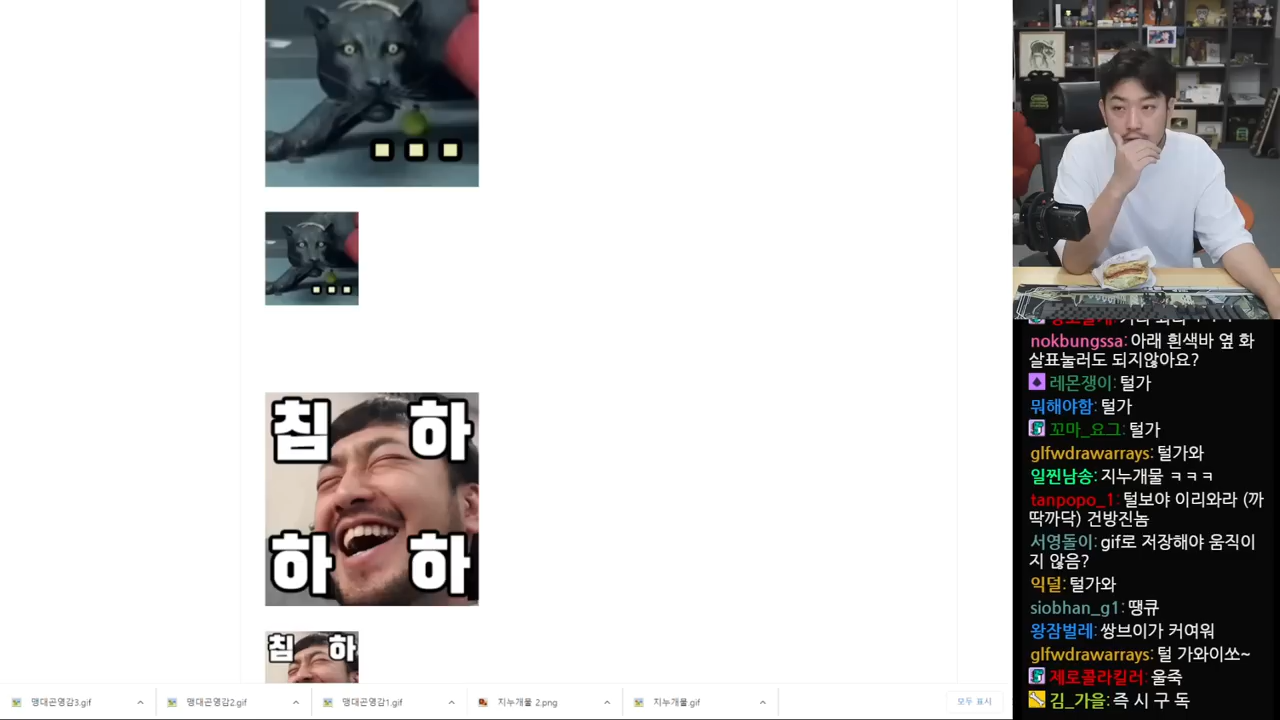 칩 하
하 하
칩 하
맹대곤영감3.gif
맹대곤영감2.gif
맹대곤영감1.gif
지누개물 2.png
지누개물.gif
모두 표시
nokbungssa: 아래 흰색바 옆 화
살표눌러도 되지않아요?
레몬쟁이: 털가
뭐해야함: 털가
꼬마_요그: 털가
glfwdrawarrays: 털가와
일찐남송: 지누개물 ㅋㅋㅋ
tanpopo_1: 털보야 이리와라 (까
딱까닥) 건방진놈
서영돌이: gif로 저장해야 움직이
지 않음?
익덜: 털가와
siobhan_g1: 땡큐
왕잠벌레: 쌍브이가 커여워
glfwdrawarrays: 털 가와이쏘~
제로콜라킬러: 울죽
김_가을: 즉 시 구 독